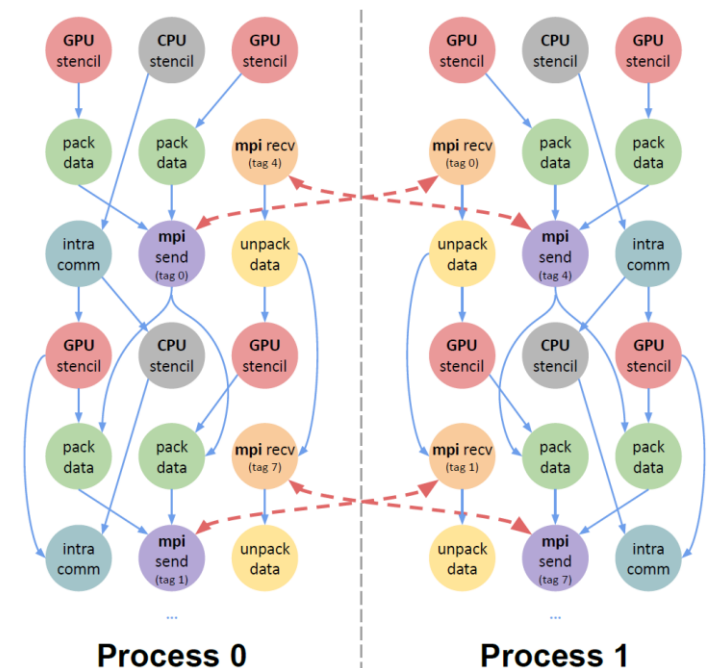 GPU
stencil
CPU
stencil
GPU
stencil
pack
data
pack
data
mpi recv
(tag 4)
intra
comm
mpi
send
(tag 0)
unpack
data
GPU
stencil
CPU
stencil
GPU
stencil
pack
data
pack
data
mpi recv
(tag 7)
intra
comm
mpi
send
(tag 1)
unpack
data
...
Process 0
GPU
stencil
CPU
stencil
GPU
stencil
mpi recv
(tag 0)
pack
data
pack
data
unpack
data
mpi
send
(tag 4)
intra
comm
GPU
stencil
CPU
stencil
GPU
stencil
mpi recv
(tag 1)
pack
data
pack
data
unpack
data
mpi
send
(tag 7)
intra
comm
...
Process 1